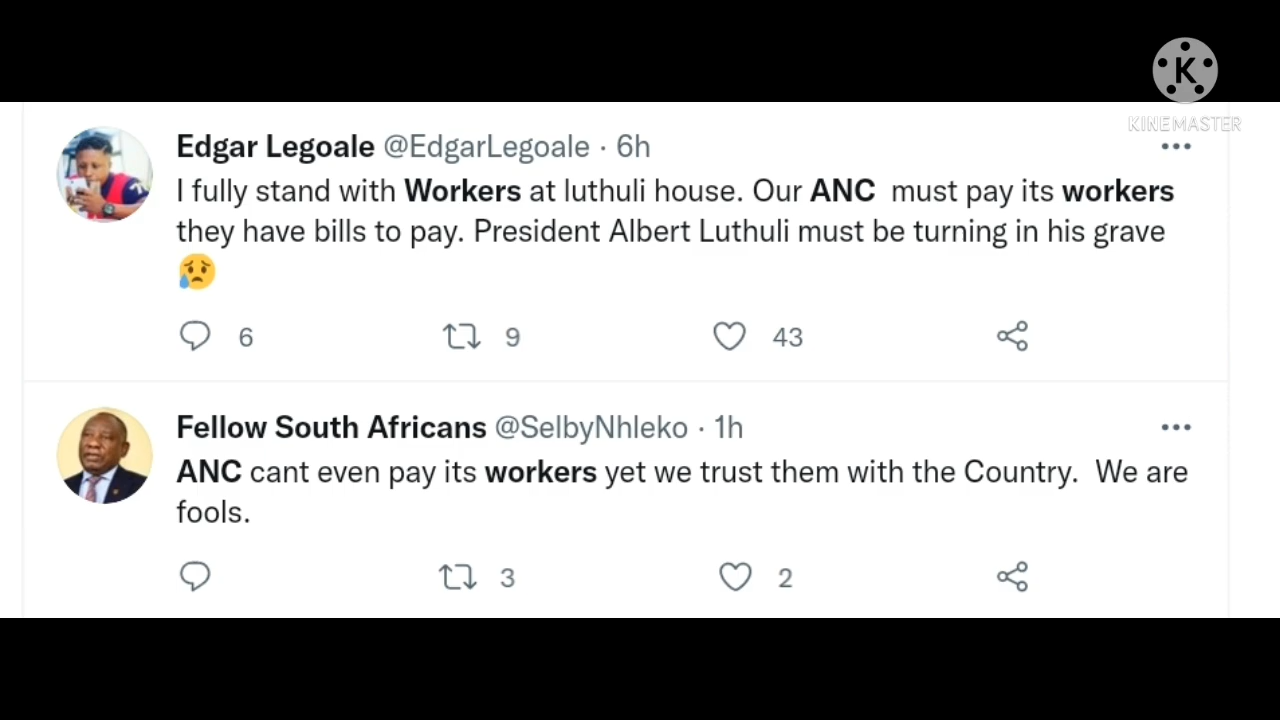 K
KINEMASTER
Edgar Legoale @EdgarLegoale · 6h
I fully stand with Workers at luthuli house. Our ANC must pay its workers
they have bills to pay. President Albert Luthuli must be turning in his grave
😥
6 9 43
Fellow South Africans @SelbyNhleko · 1h
ANC cant even pay its workers yet we trust them with the Country. We are
fools.
3 2